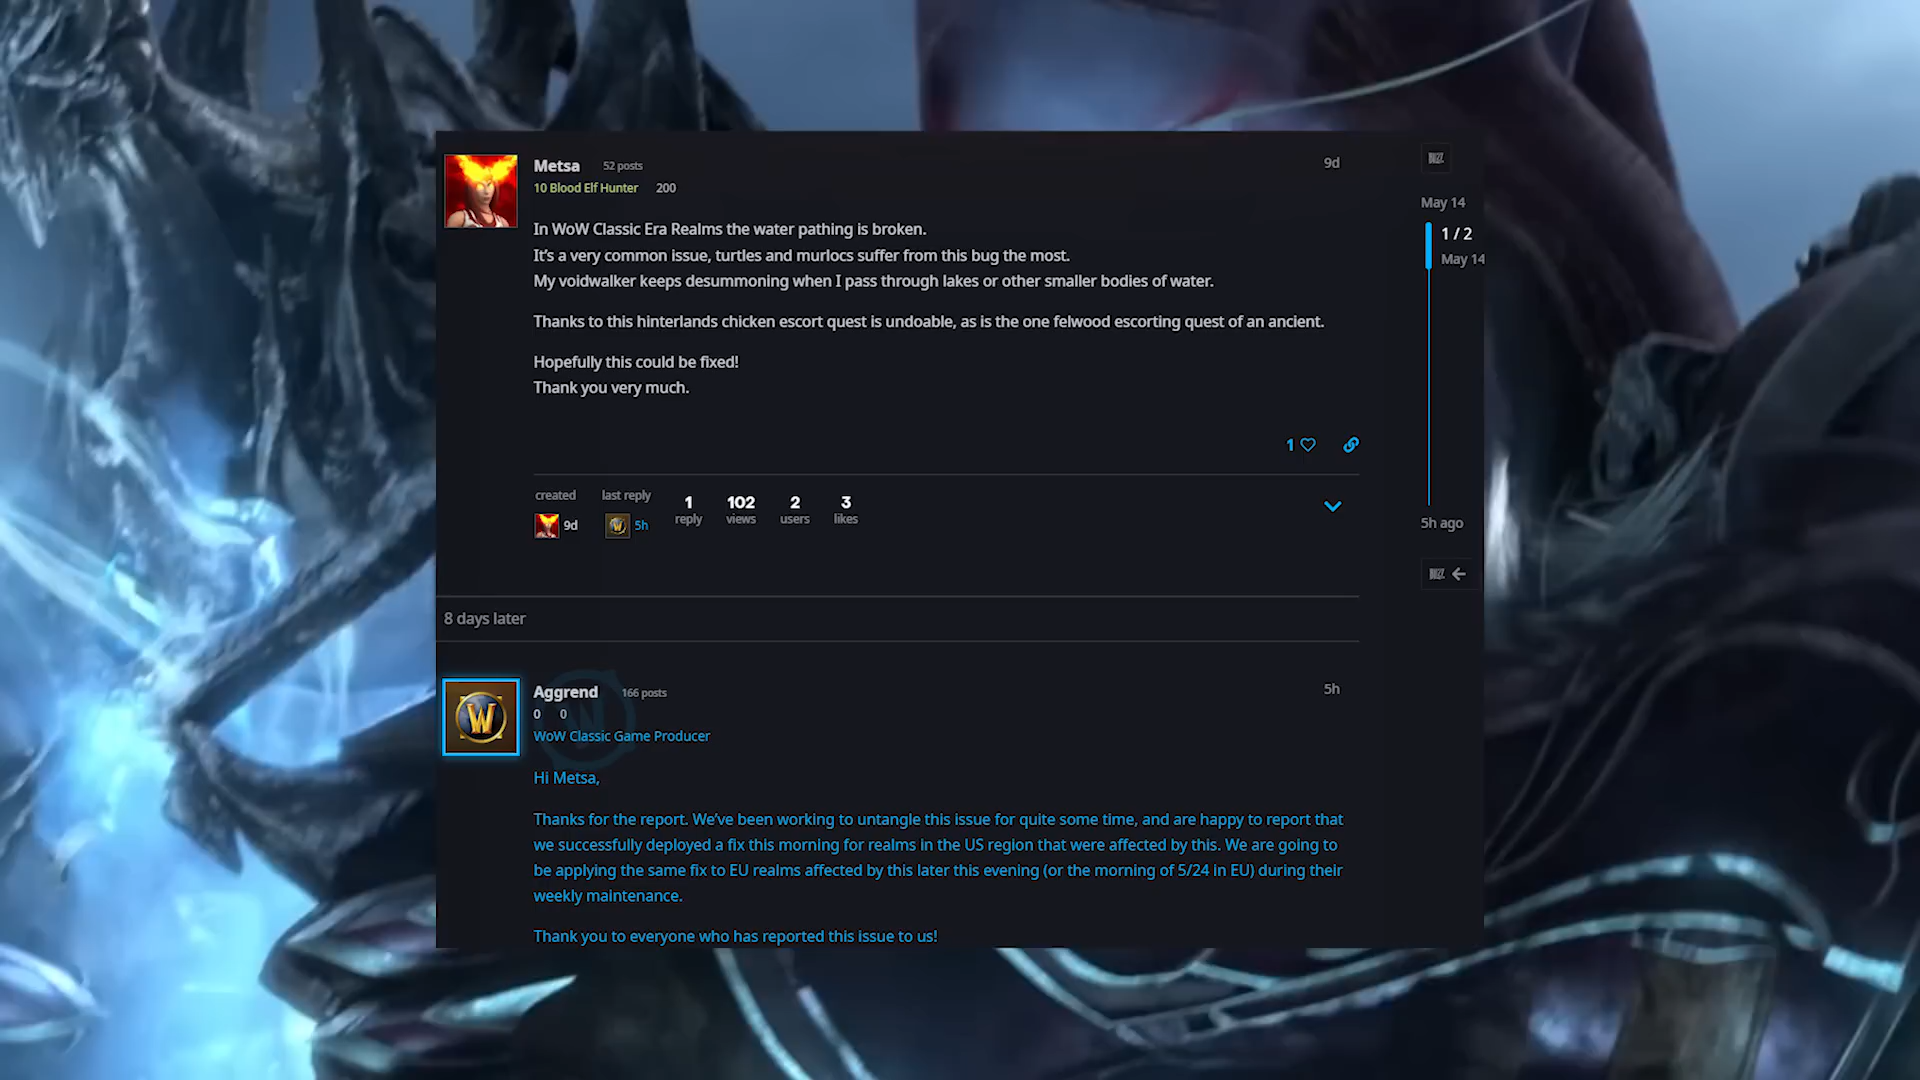 Metsa 52 posts 9d
10 Blood Elf Hunter 200
In WoW Classic Era Realms the water pathing is broken.
It's a very common issue, turtles and murlocs suffer from this bug the most.
My voidwalker keeps desummoning when I pass through lakes or other smaller bodies of water.
Thanks to this hinterlands chicken escort quest is undoable, as is the one felwood escorting quest of an ancient.
Hopefully this could be fixed!
Thank you very much.
1
created last reply 1 102 2 3
9d 5h reply views users likes
BLIZZ
May 14
1 / 2
May 14
5h ago
BLIZZ
8 days later
Aggrend 166 posts 5h
0 0
WoW Classic Game Producer
Hi Metsa,
Thanks for the report. We've been working to untangle this issue for quite some time, and are happy to report that
we successfully deployed a fix this morning for realms in the US region that were affected by this. We are going to
be applying the same fix to EU realms affected by this later this evening (or the morning of 5/24 in EU) during their
weekly maintenance.
Thank you to everyone who has reported this issue to us!